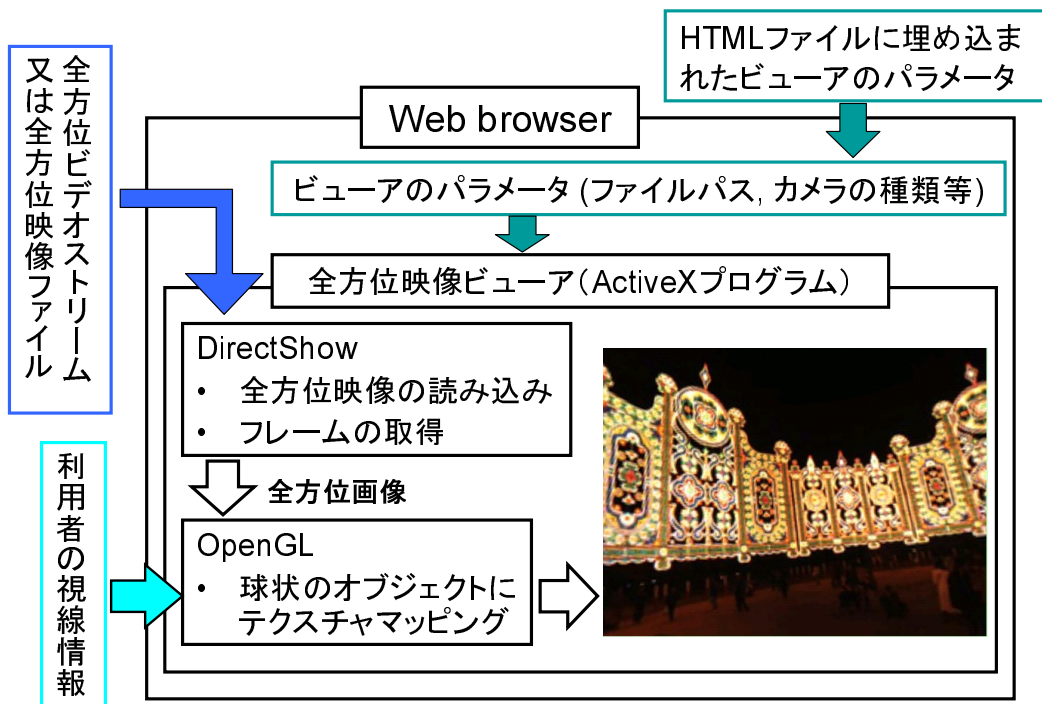 HTMLファイルに埋め込ま
れたビューアのパラメータ
全方位ビデオストリーム
又は全方位映像ファイル
Web browser
ビューアのパラメータ (ファイルパス, カメラの種類等)
全方位映像ビューア(ActiveXプログラム)
DirectShow
• 全方位映像の読み込み
• フレームの取得
全方位画像
利用者の視線情報
OpenGL
• 球状のオブジェクトに
テクスチャマッピング